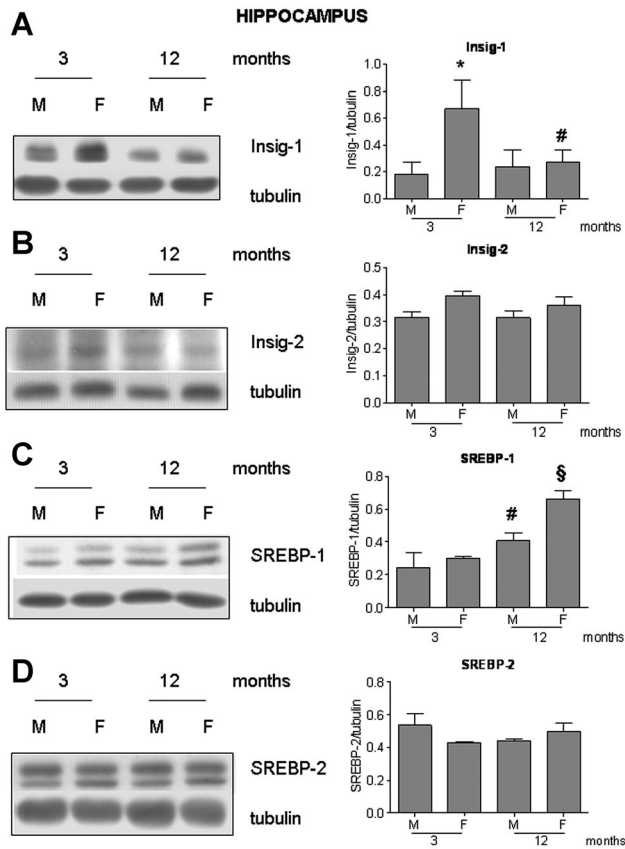 HIPPOCAMPUS
A
3 12 months
M F M F
Insig-1
tubulin
Insig-1
Insig-1/tubulin
1.0
0.8
0.6
0.4
0.2
0.0
*
#
M F M F
3 12 months
B
3 12 months
M F M F
Insig-2
tubulin
Insig-2
Insig-2/tubulin
0.5
0.4
0.3
0.2
0.1
0.0
M F M F
3 12 months
C
3 12 months
M F M F
SREBP-1
tubulin
SREBP-1
SREBP-1/tubulin
0.8
0.6
0.4
0.2
0.0
#
§
M F M F
3 12 months
D
3 12 months
M F M F
SREBP-2
tubulin
SREBP-2
SREBP-2/tubulin
0.8
0.6
0.4
0.2
0.0
M F M F
3 12 months